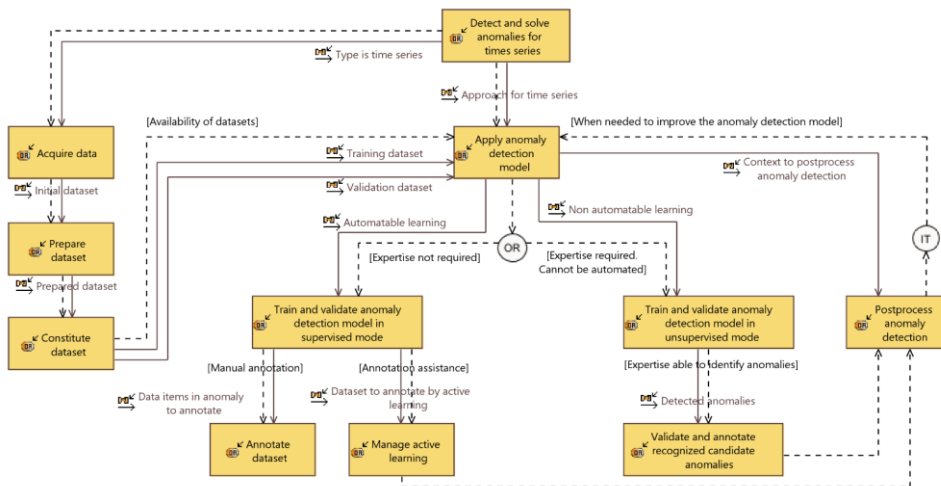 Detect and solve
anomalies for
times series
Type is time series
Approach for time series
[Availability of datasets]
[When needed to improve the anomaly detection model]
Acquire data
Apply anomaly
detection
model
Training dataset
Validation dataset
Context to postprocess
anomaly detection
Initial dataset
Automatable learning
Non automatable learning
Prepare
dataset
OR
IT
[Expertise not required]
[Expertise required.
Cannot be automated]
Prepared dataset
Constitute
dataset
Train and validate anomaly
detection model in
supervised mode
Train and validate anomaly
detection model in
unsupervised mode
Postprocess
anomaly
detection
[Manual annotation]
[Annotation assistance]
[Expertise able to identify anomalies]
Data items in anomaly
to annotate
Dataset to annotate by active
learning
Detected anomalies
Annotate
dataset
Manage active
learning
Validate and annotate
recognized candidate
anomalies